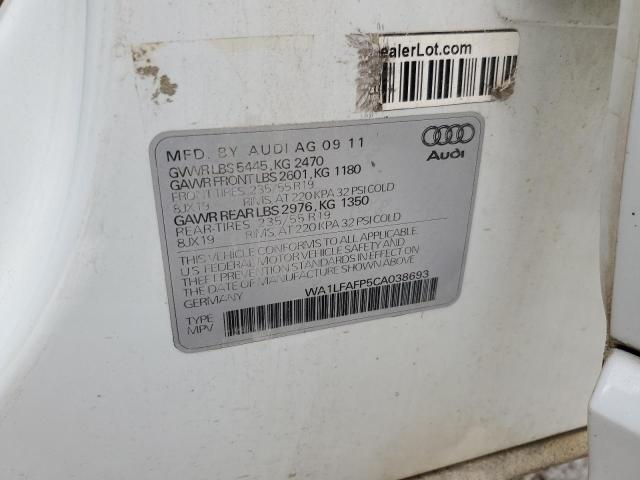 ealerLot.com
Audi
MFD. BY AUDI AG 09 11
GVWR LBS 5445, KG 2470
GAWR FRONT LBS 2601, KG 1180
FRONT TIRES: 235/55 R19
8JX19 RIMS, AT 220 KPA 32 PSI COLD
GAWR REAR LBS 2976, KG 1350
REAR-TIRES: 235/55 R19
8JX19 RIMS, AT 220 KPA 32 PSI COLD
THIS VEHICLE CONFORMS TO ALL APPLICABLE
U.S FEDERAL MOTOR VEHICLE SAFETY AND
THEFT PREVENTION STANDARDS IN EFFECT
ON THE DATE OF MANUFACTURE SHOWN ABOVE
GERMANY WA1LFAFP5CA038693
TYPE
MPV